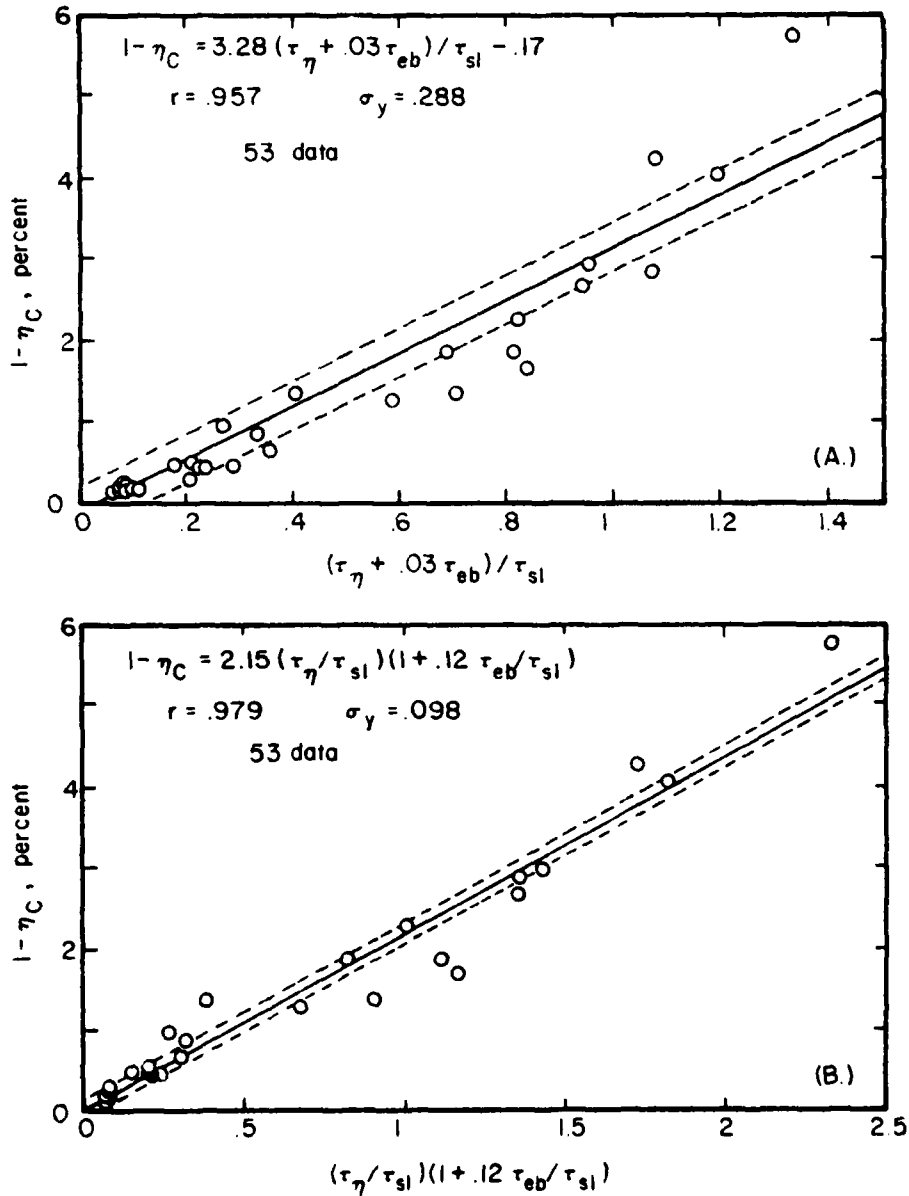 1-η_C = 3.28 (τ_η + .03 τ_eb) / τ_sl - .17
r = .957 σ_y = .288
53 data
6
4
2
0
1-η_C, percent
(A.)
0 .2 .4 .6 .8 1 1.2 1.4
(τ_η + .03 τ_eb) / τ_sl
1-η_C = 2.15 (τ_η/τ_sl)(1 + .12 τ_eb/τ_sl)
r = .979 σ_y = .098
53 data
6
4
2
0
1-η_C, percent
(B.)
0 .5 1 1.5 2 2.5
(τ_η/τ_sl)(1 + .12 τ_eb/τ_sl)